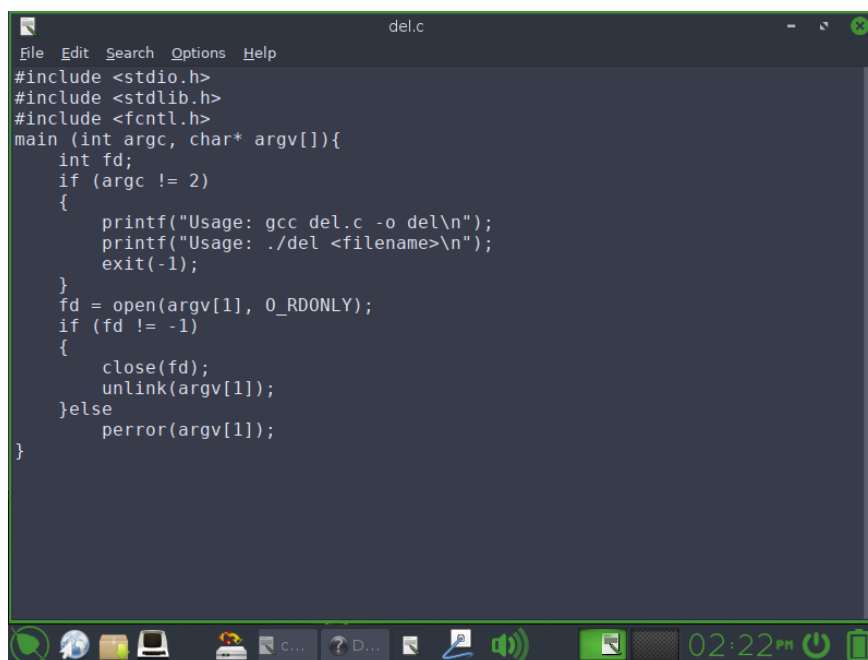 del.c
File Edit Search Options Help
#include <stdio.h>
#include <stdlib.h>
#include <fcntl.h>
main (int argc, char* argv[]){
    int fd;
    if (argc != 2)
    {
        printf("Usage: gcc del.c -o del\n");
        printf("Usage: ./del <filename>\n");
        exit(-1);
    }
    fd = open(argv[1], O_RDONLY);
    if (fd != -1)
    {
        close(fd);
        unlink(argv[1]);
    }else
        perror(argv[1]);
}
c... D... 02:22 PM